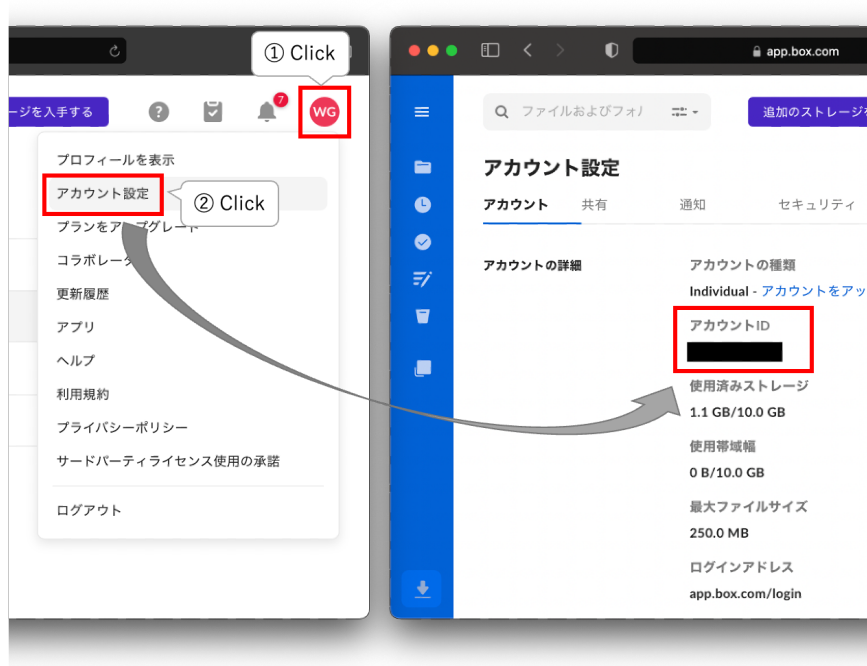 ① Click
ージを入手する
7
WG
プロフィールを表示
アカウント設定
② Click
プランをアップグレード
コラボレータ
更新履歴
アプリ
ヘルプ
利用規約
プライバシーポリシー
サードパーティライセンス使用の承諾
ログアウト
app.box.com
ファイルおよびフォル
追加のストレージを
アカウント設定
アカウント 共有 通知 セキュリティ
アカウントの詳細
アカウントの種類
Individual - アカウントをアッ
アカウントID
使用済みストレージ
1.1 GB/10.0 GB
使用帯域幅
0 B/10.0 GB
最大ファイルサイズ
250.0 MB
ログインアドレス
app.box.com/login